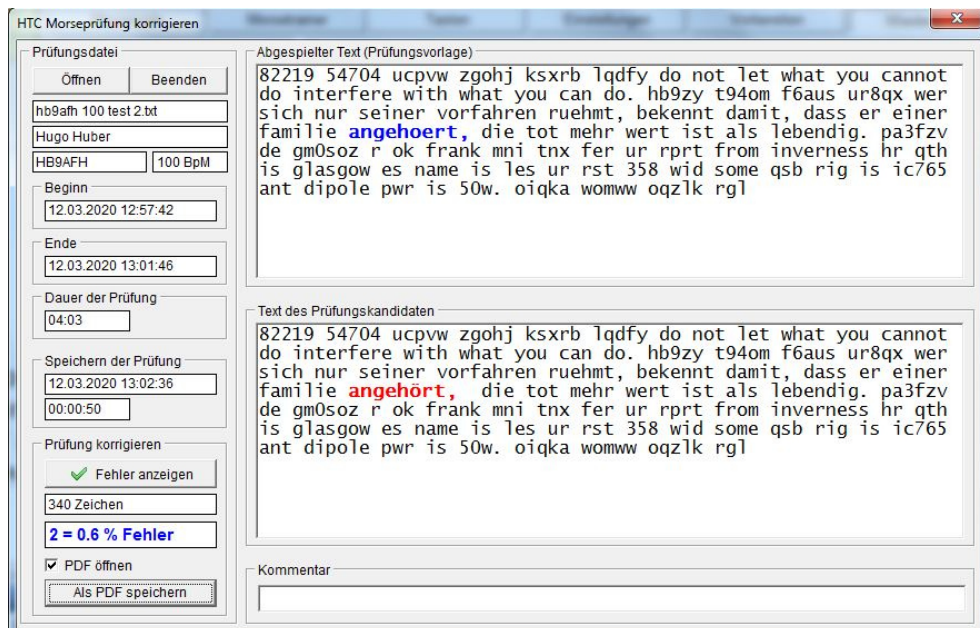 HTC Morseprüfung korrigieren
Prüfungsdatei
Öffnen Beenden
hb9afh 100 test 2.txt
Hugo Huber
HB9AFH 100 BpM
Beginn
12.03.2020 12:57:42
Ende
12.03.2020 13:01:46
Dauer der Prüfung
04:03
Speichern der Prüfung
12.03.2020 13:02:36
00:00:50
Prüfung korrigieren
Fehler anzeigen
340 Zeichen
2 = 0.6 % Fehler
PDF öffnen
Als PDF speichern
Abgespielter Text (Prüfungsvorlage)
82219 54704 ucpvw zgohj ksxrb lqdfy do not let what you cannot
do interfere with what you can do. hb9zy t94om f6aus ur8qx wer
sich nur seiner vorfahren ruehmt, bekennt damit, dass er einer
familie angehoert, die tot mehr wert ist als lebendig. pa3fzv
de gm0soz r ok frank mni tnx fer ur rprt from inverness hr qth
is glasgow es name is les ur rst 358 wid some qsb rig is ic765
ant dipole pwr is 50w. oiqka womww oqzlk rgl
Text des Prüfungskandidaten
82219 54704 ucpvw zgohj ksxrb lqdfy do not let what you cannot
do interfere with what you can do. hb9zy t94om f6aus ur8qx wer
sich nur seiner vorfahren ruehmt, bekennt damit, dass er einer
familie angehört, die tot mehr wert ist als lebendig. pa3fzv
de gm0soz r ok frank mni tnx fer ur rprt from inverness hr qth
is glasgow es name is les ur rst 358 wid some qsb rig is ic765
ant dipole pwr is 50w. oiqka womww oqzlk rgl
Kommentar